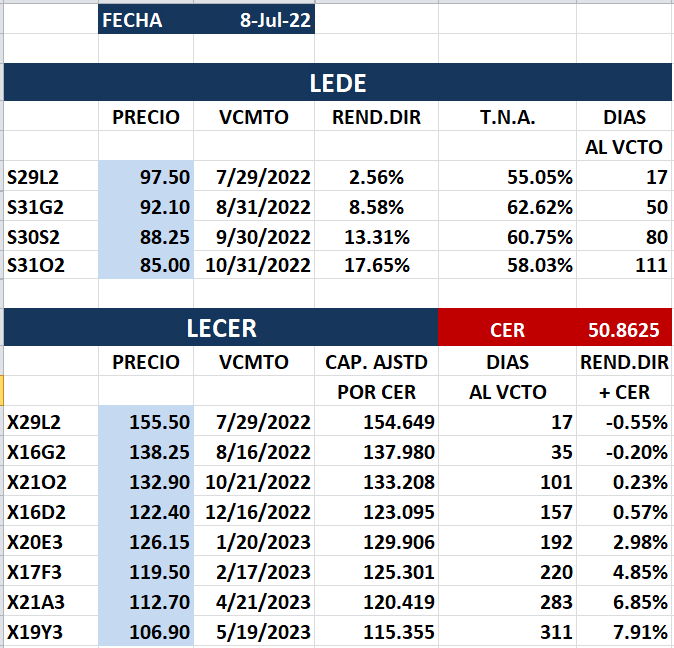 FECHA 8-Jul-22
LEDE
PRECIO VCMTO REND.DIR T.N.A. DIAS
AL VCTO
S29L2 97.50 7/29/2022 2.56% 55.05% 17
S31G2 92.10 8/31/2022 8.58% 62.62% 50
S30S2 88.25 9/30/2022 13.31% 60.75% 80
S31O2 85.00 10/31/2022 17.65% 58.03% 111
LECER CER 50.8625
PRECIO VCMTO CAP. AJSTD DIAS REND.DIR
POR CER AL VCTO + CER
X29L2 155.50 7/29/2022 154.649 17 -0.55%
X16G2 138.25 8/16/2022 137.980 35 -0.20%
X21O2 132.90 10/21/2022 133.208 101 0.23%
X16D2 122.40 12/16/2022 123.095 157 0.57%
X20E3 126.15 1/20/2023 129.906 192 2.98%
X17F3 119.50 2/17/2023 125.301 220 4.85%
X21A3 112.70 4/21/2023 120.419 283 6.85%
X19Y3 106.90 5/19/2023 115.355 311 7.91%